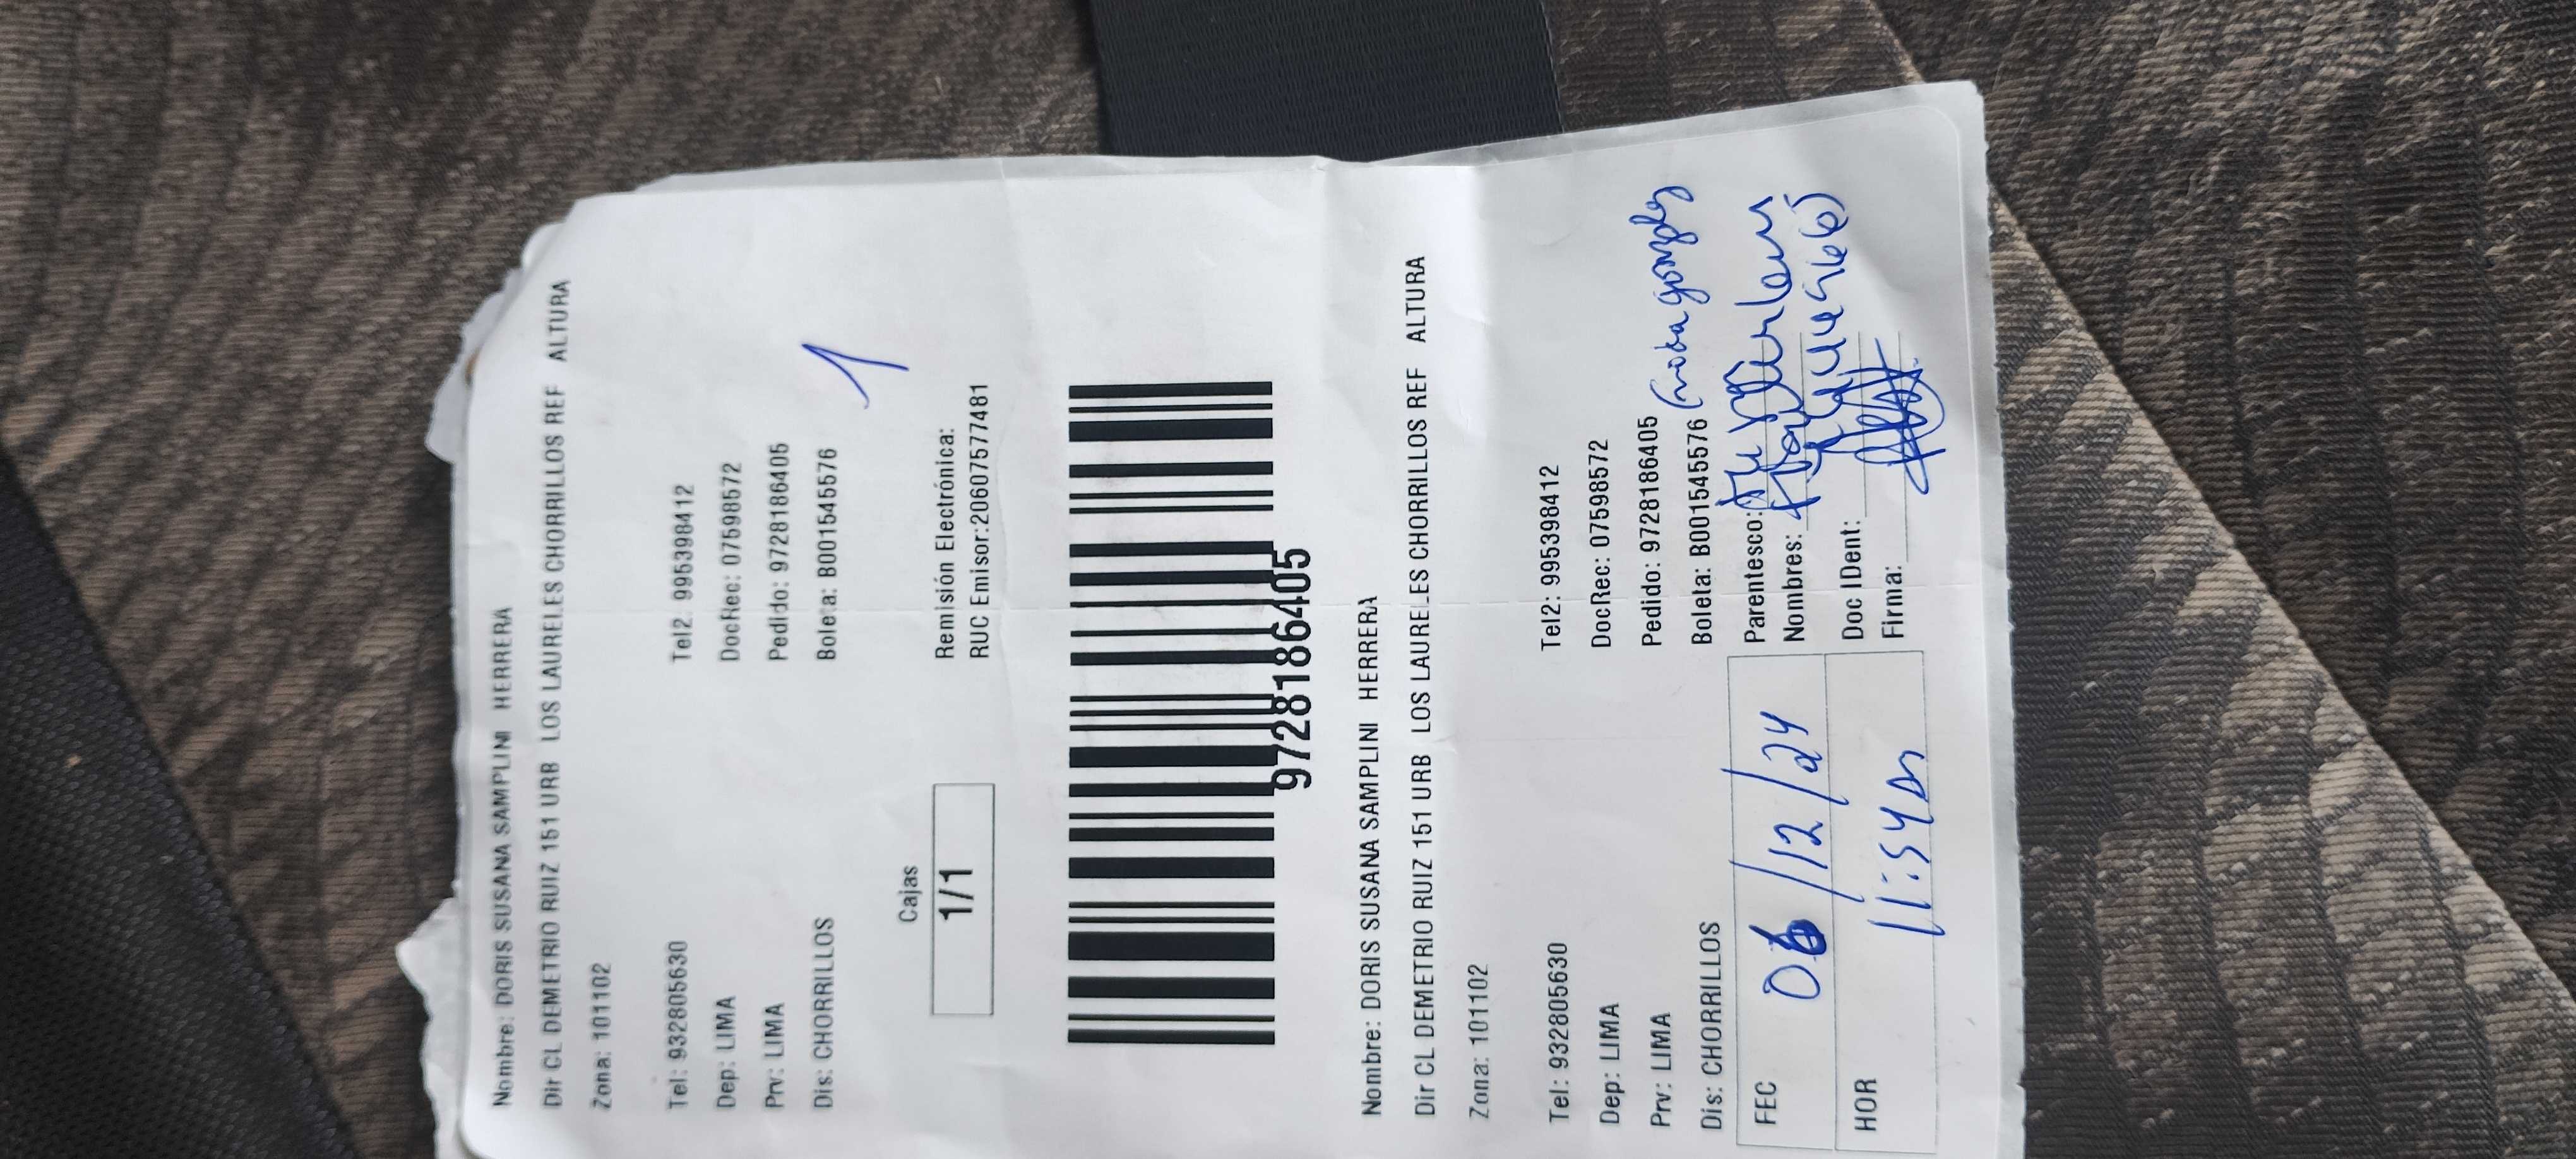 Nombre: DORIS SUSANA SAMPLINI HERRERA
Dir CL DEMETRIO RUIZ 151 URB LOS LAURELES CHORRILLOS REF ALTURA
Zona: 101102
Tel: 932805630 Tel2: 995398412
Dep: LIMA DocRec: 07598572
Prv: LIMA Pedido: 9728186405
Dis: CHORRILLOS Boleta: B001545576
1
Cajas
1/1
Remisión Electrónica:
RUC Emisor:20607577481
9728186405
Nombre: DORIS SUSANA SAMPLINI HERRERA
Dir CL DEMETRIO RUIZ 151 URB LOS LAURELES CHORRILLOS REF ALTURA
Zona: 101102
Tel: 932805630 Tel2: 995398412
Dep: LIMA DocRec: 07598572
Prv: LIMA Pedido: 9728186405
Dis: CHORRILLOS Boleta: B001545576
FEC 06/12/24 Parentesco:
Nombres:
HOR 11:54 Doc IDent:
Firma: